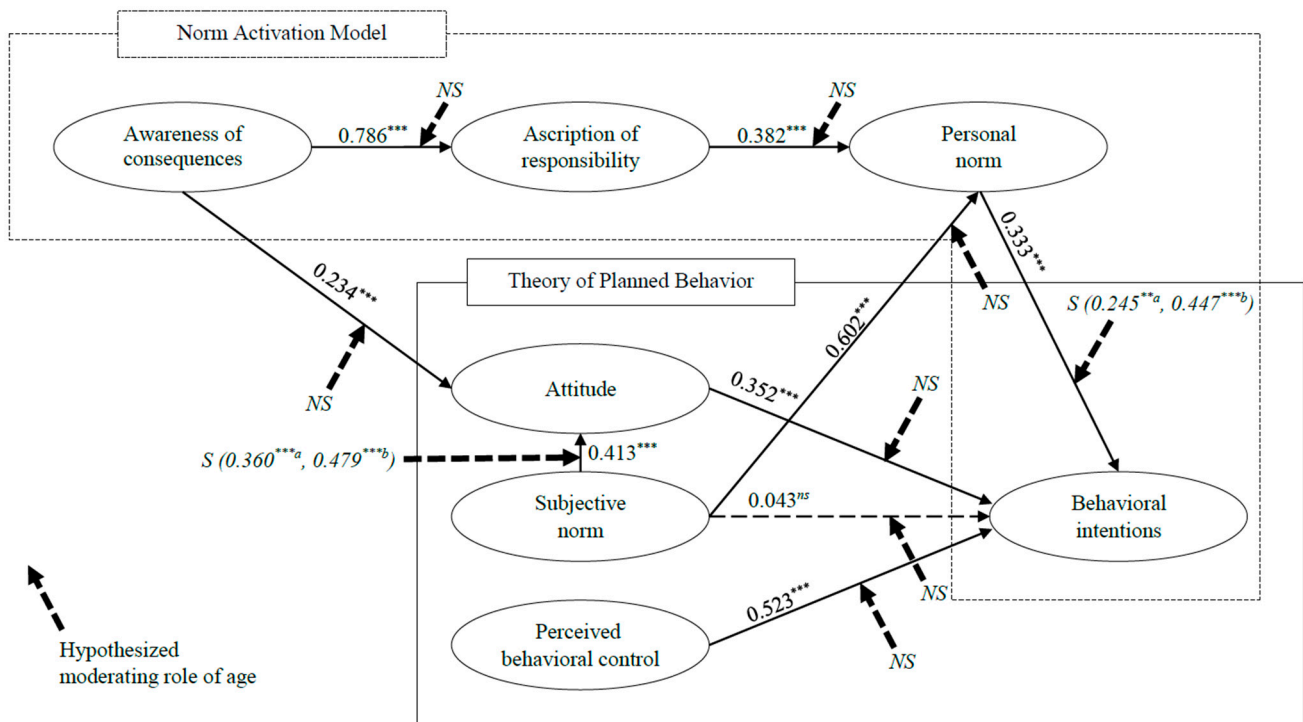 Norm Activation Model
NS
NS
Awareness of
consequences
0.786***
Ascription of
responsibility
0.382***
Personal
norm
0.234***
0.333***
Theory of Planned Behavior
NS
0.602***
S (0.245**a, 0.447***b)
NS
Attitude
0.352***
NS
S (0.360***a, 0.479***b)
0.413***
Subjective
norm
0.043ns
Behavioral
intentions
NS
0.523***
Perceived
behavioral control
NS
Hypothesized
moderating role of age